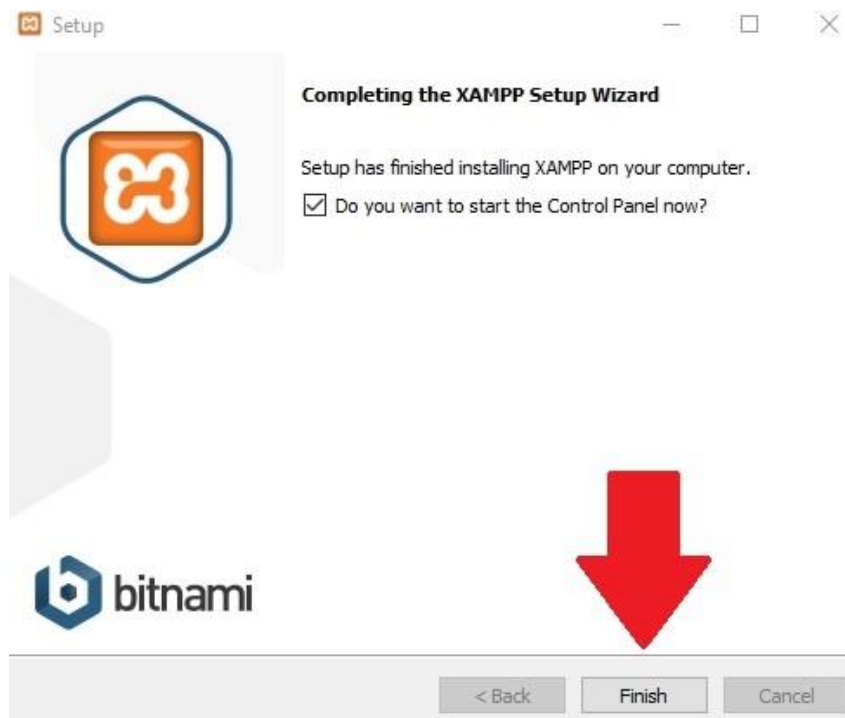 Setup
Completing the XAMPP Setup Wizard
Setup has finished installing XAMPP on your computer.
Do you want to start the Control Panel now?
bitnami
< Back
Finish
Cancel